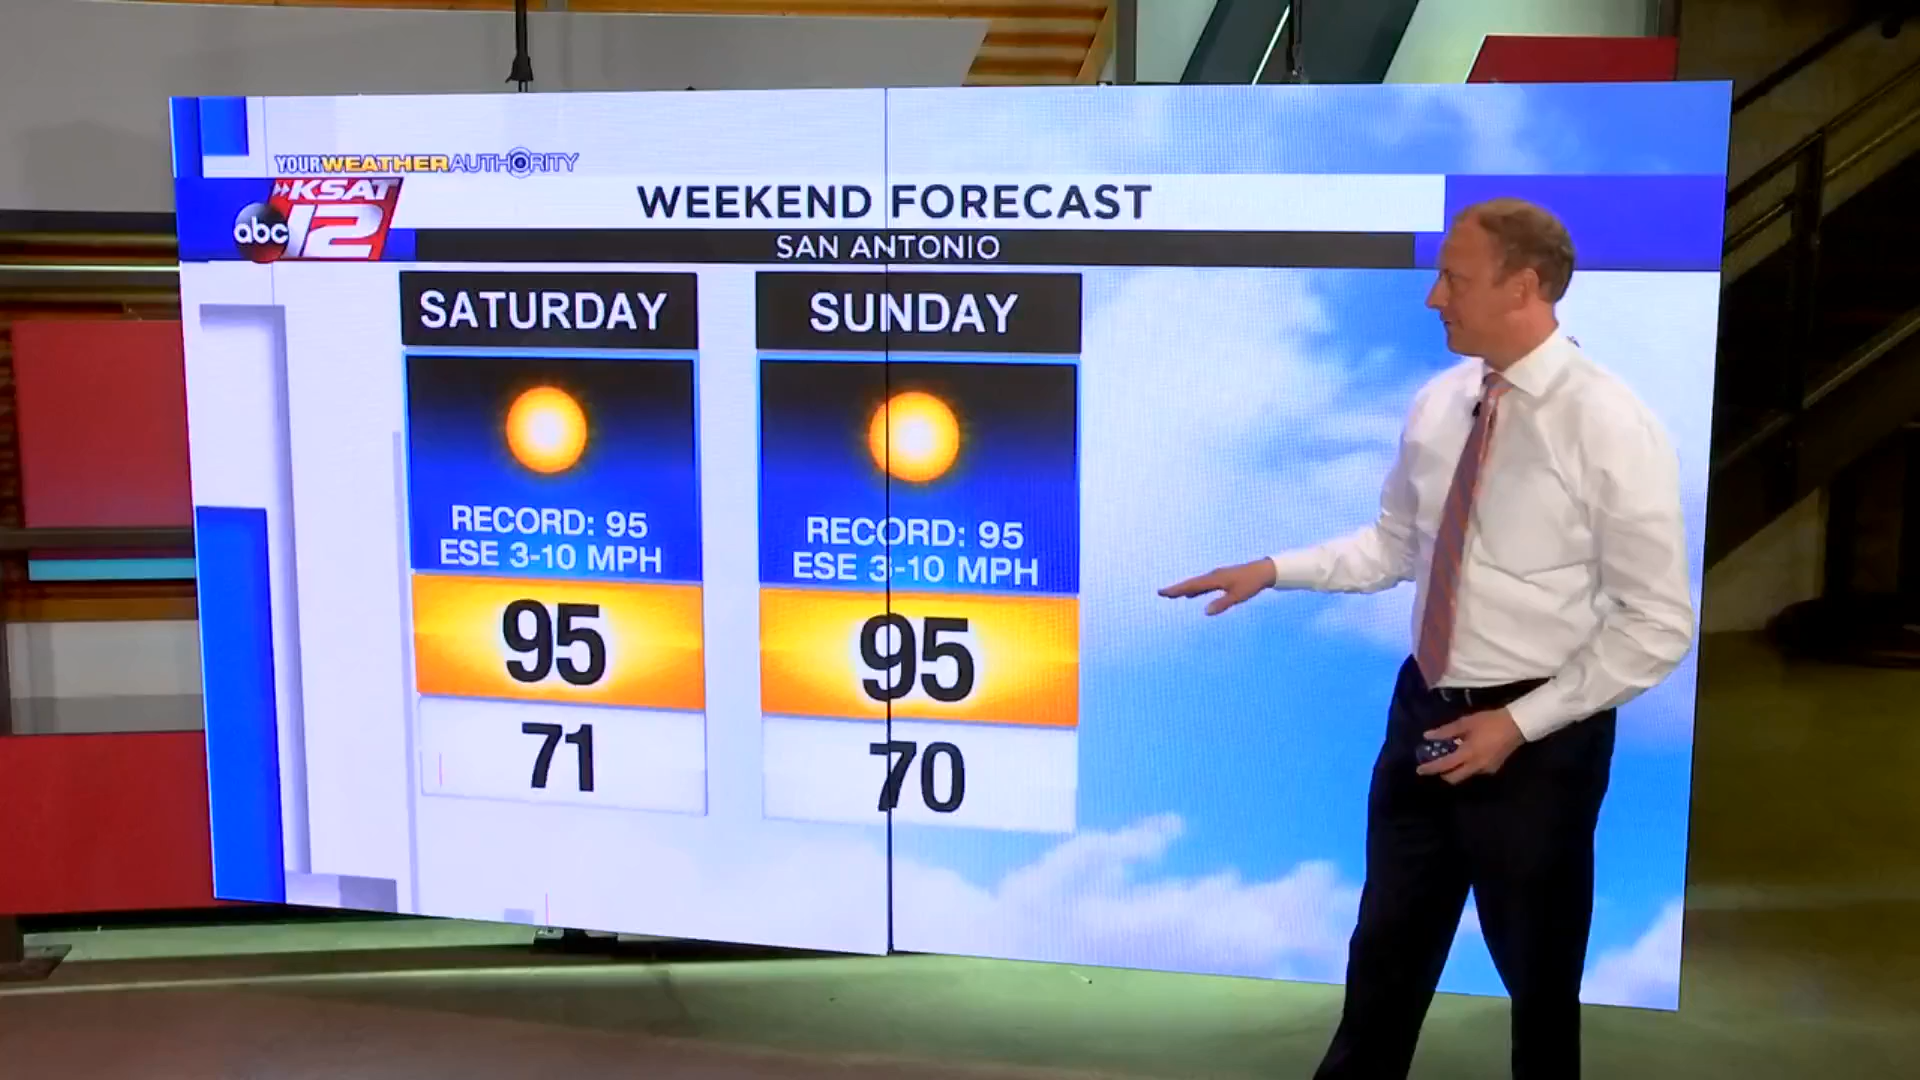 YOURWEATHERAUTHORITY
KSAT
abc 12
WEEKEND FORECAST
SAN ANTONIO
SATURDAY
RECORD: 95
ESE 3-10 MPH
95
71
SUNDAY
RECORD: 95
ESE 3-10 MPH
95
70